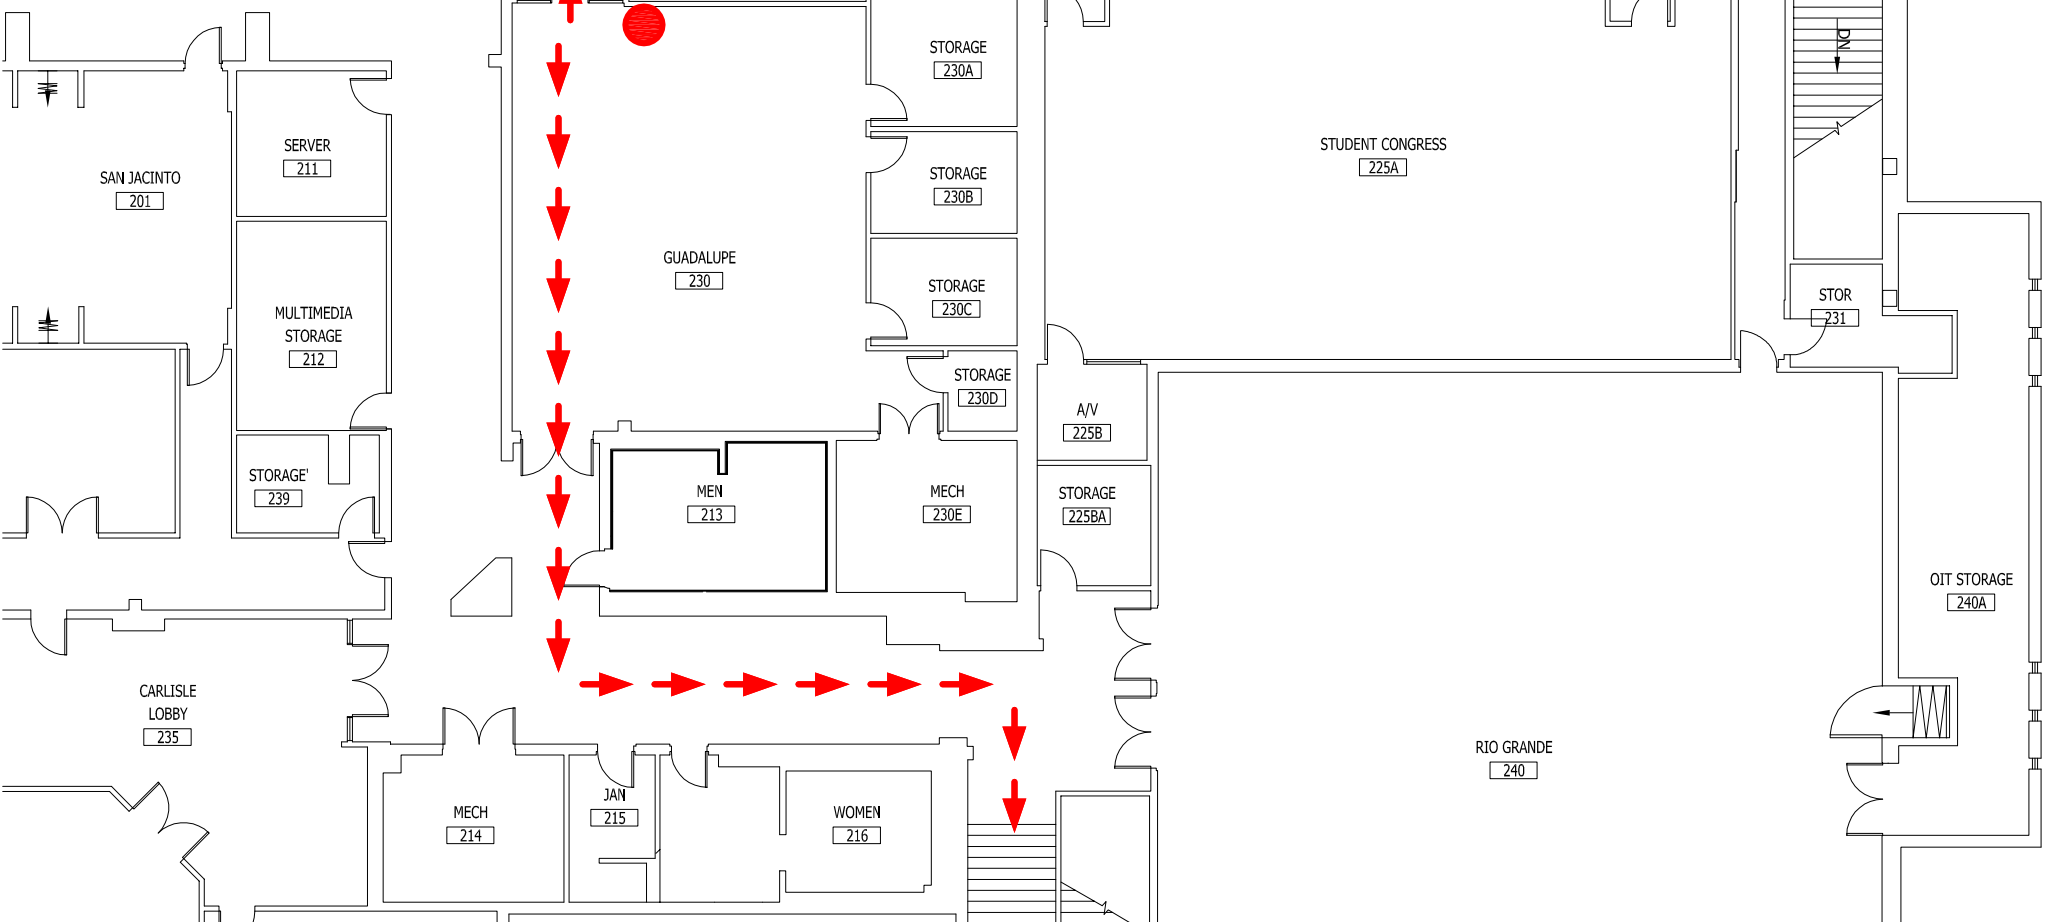 DN
STORAGE
230A
SERVER
211
STUDENT CONGRESS
225A
SAN JACINTO
201
STORAGE
230B
GUADALUPE
230
STORAGE
230C
STOR
231
MULTIMEDIA
STORAGE
212
STORAGE
230D
A/V
225B
STORAGE'
239
MEN
213
MECH
230E
STORAGE
225BA
OIT STORAGE
240A
CARLISLE
LOBBY
235
RIO GRANDE
240
MECH
214
JAN
215
WOMEN
216